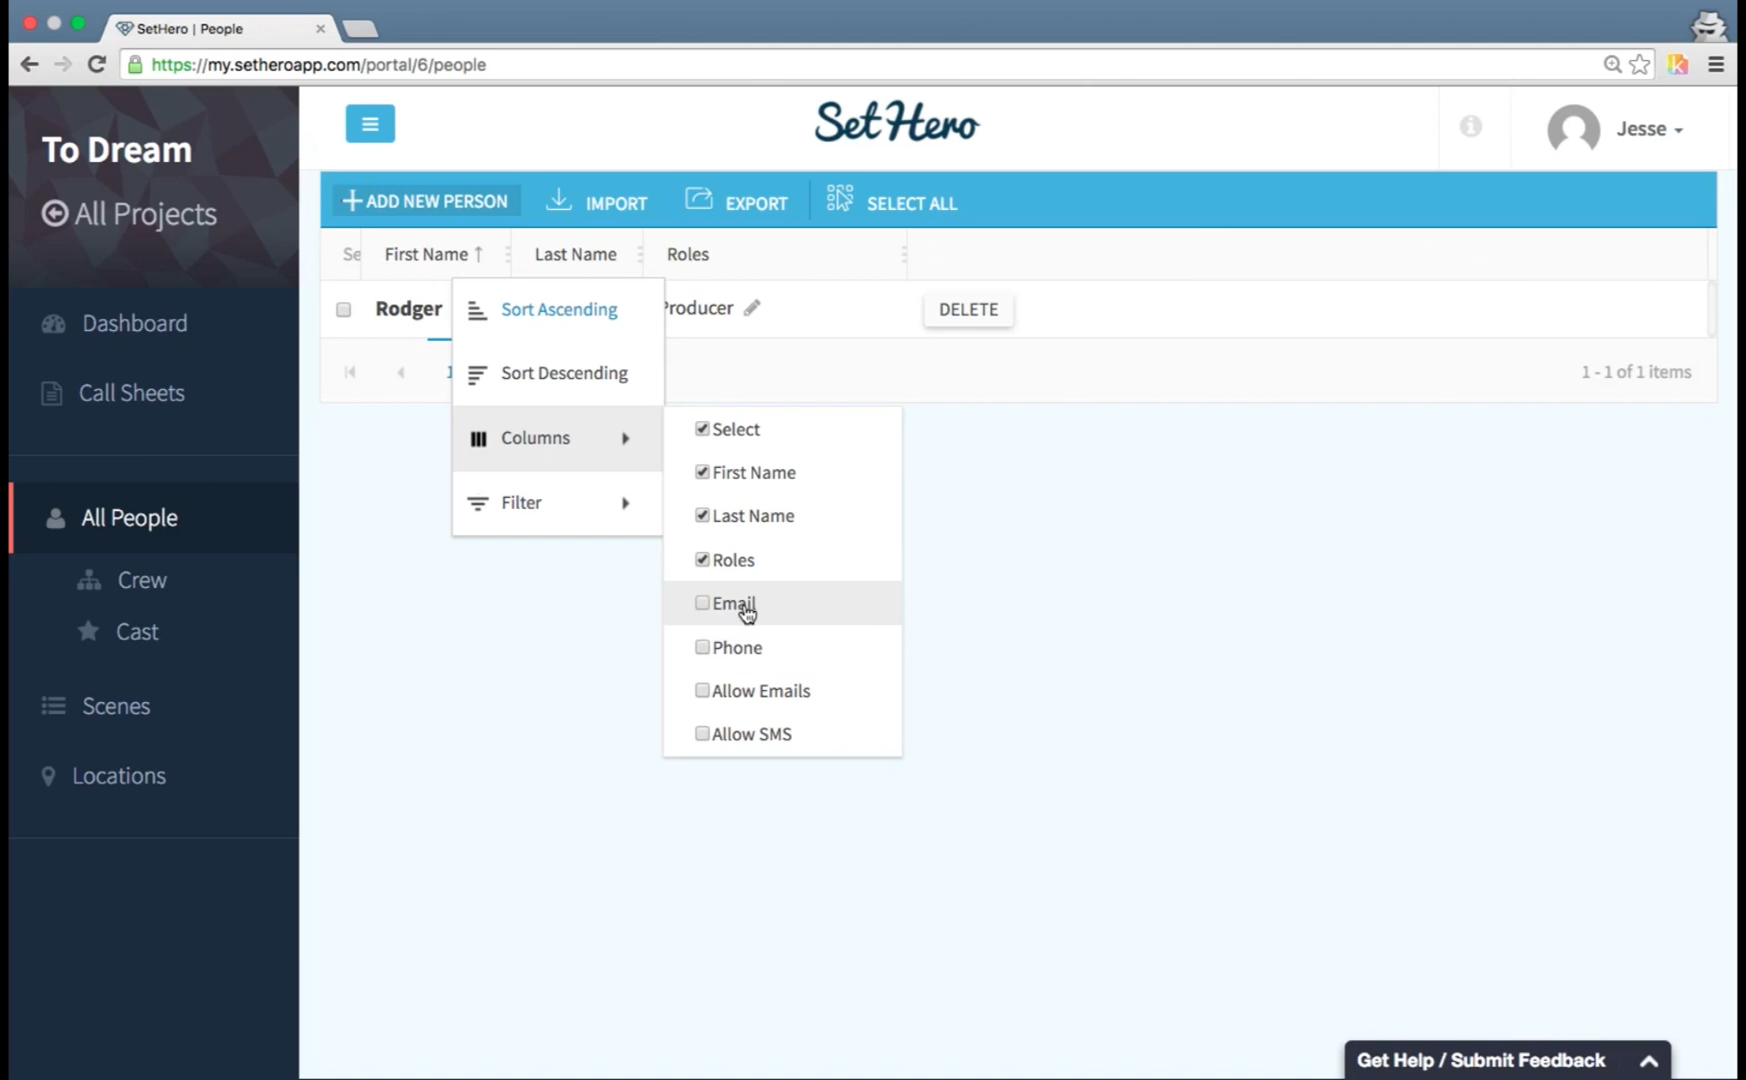 SetHero | People
https://my.setheroapp.com/portal/6/people
To Dream
All Projects
Dashboard
Call Sheets
All People
Crew
Cast
Scenes
Locations
SetHero
Jesse
ADD NEW PERSON IMPORT EXPORT SELECT ALL
Se First Name Last Name Roles
Rodger Producer DELETE
1 1 - 1 of 1 items
Sort Ascending
Sort Descending
Columns
Filter
Select
First Name
Last Name
Roles
Email
Phone
Allow Emails
Allow SMS
Get Help / Submit Feedback